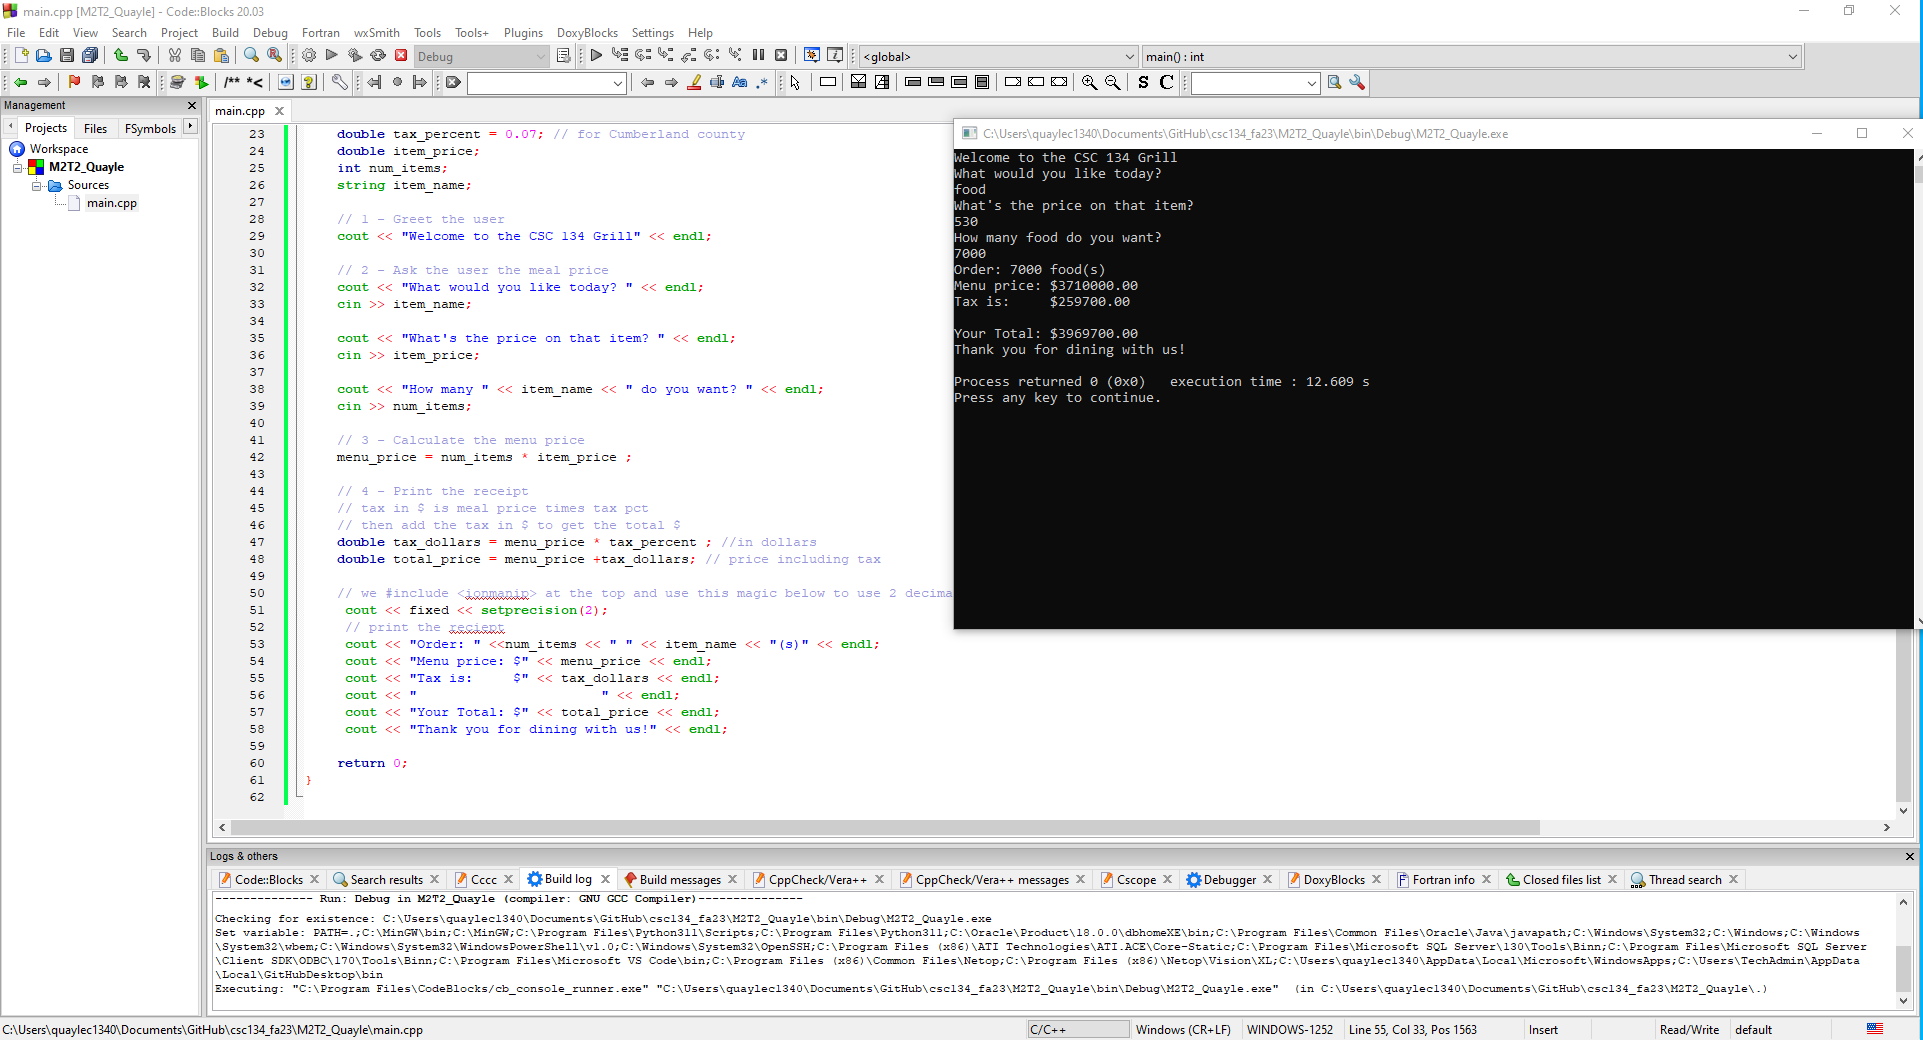 main.cpp [M2T2_Quayle] - Code::Blocks 20.03
File Edit View Search Project Build Debug Fortran wxSmith Tools Tools+ Plugins DoxyBlocks Settings Help
Debug <global> main() : int
/** *< Aa .* S C
Management
Projects Files FSymbols
Workspace
M2T2_Quayle
Sources
main.cpp
main.cpp
23 double tax_percent = 0.07; // for Cumberland county
24 double item_price;
25 int num_items;
26 string item_name;
27
28 // 1 - Greet the user
29 cout << "Welcome to the CSC 134 Grill" << endl;
30
31 // 2 - Ask the user the meal price
32 cout << "What would you like today? " << endl;
33 cin >> item_name;
34
35 cout << "What's the price on that item? " << endl;
36 cin >> item_price;
37
38 cout << "How many " << item_name << " do you want? " << endl;
39 cin >> num_items;
40
41 // 3 - Calculate the menu price
42 menu_price = num_items * item_price ;
43
44 // 4 - Print the receipt
45 // tax in $ is meal price times tax pct
46 // then add the tax in $ to get the total $
47 double tax_dollars = menu_price * tax_percent ; //in dollars
48 double total_price = menu_price +tax_dollars; // price including tax
49
50 // we #include <ionmanip> at the top and use this magic below to use 2 decima
51 cout << fixed << setprecision(2);
52 // print the reciept
53 cout << "Order: " <<num_items << " " << item_name << "(s)" << endl;
54 cout << "Menu price: $" << menu_price << endl;
55 cout << "Tax is:     $" << tax_dollars << endl;
56 cout << "                       " << endl;
57 cout << "Your Total: $" << total_price << endl;
58 cout << "Thank you for dining with us!" << endl;
59
60 return 0;
61 }
62
C:\Users\quaylec1340\Documents\GitHub\csc134_fa23\M2T2_Quayle\bin\Debug\M2T2_Quayle.exe
Welcome to the CSC 134 Grill
What would you like today?
food
What's the price on that item?
530
How many food do you want?
7000
Order: 7000 food(s)
Menu price: $3710000.00
Tax is:     $259700.00
Your Total: $3969700.00
Thank you for dining with us!
Process returned 0 (0x0)   execution time : 12.609 s
Press any key to continue.
Logs & others
Code::Blocks Search results Cccc Build log Build messages CppCheck/Vera++ CppCheck/Vera++ messages Cscope Debugger DoxyBlocks Fortran info Closed files list Thread search
-------------- Run: Debug in M2T2_Quayle (compiler: GNU GCC Compiler)---------------
Checking for existence: C:\Users\quaylec1340\Documents\GitHub\csc134_fa23\M2T2_Quayle\bin\Debug\M2T2_Quayle.exe
Set variable: PATH=.;C:\MinGW\bin;C:\MinGW;C:\Program Files\Python311\Scripts;C:\Program Files\Python311;C:\Oracle\Product\18.0.0\dbhomeXE\bin;C:\Program Files\Common Files\Oracle\Java\javapath;C:\Windows\System32;C:\Windows;C:\Windows
\System32\wbem;C:\Windows\System32\WindowsPowerShell\v1.0;C:\Windows\System32\OpenSSH;C:\Program Files (x86)\ATI Technologies\ATI.ACE\Core-Static;C:\Program Files\Microsoft SQL Server\130\Tools\Binn;C:\Program Files\Microsoft SQL Server
\Client SDK\ODBC\170\Tools\Binn;C:\Program Files\Microsoft VS Code\bin;C:\Program Files (x86)\Common Files\Netop;C:\Program Files (x86)\Netop\Vision\XL;C:\Users\quaylec1340\AppData\Local\Microsoft\WindowsApps;C:\Users\TechAdmin\AppData
\Local\GitHubDesktop\bin
Executing: "C:\Program Files\CodeBlocks/cb_console_runner.exe" "C:\Users\quaylec1340\Documents\GitHub\csc134_fa23\M2T2_Quayle\bin\Debug\M2T2_Quayle.exe"  (in C:\Users\quaylec1340\Documents\GitHub\csc134_fa23\M2T2_Quayle\.)
C:\Users\quaylec1340\Documents\GitHub\csc134_fa23\M2T2_Quayle\main.cpp C/C++ Windows (CR+LF) WINDOWS-1252 Line 55, Col 33, Pos 1563 Insert Read/Write default